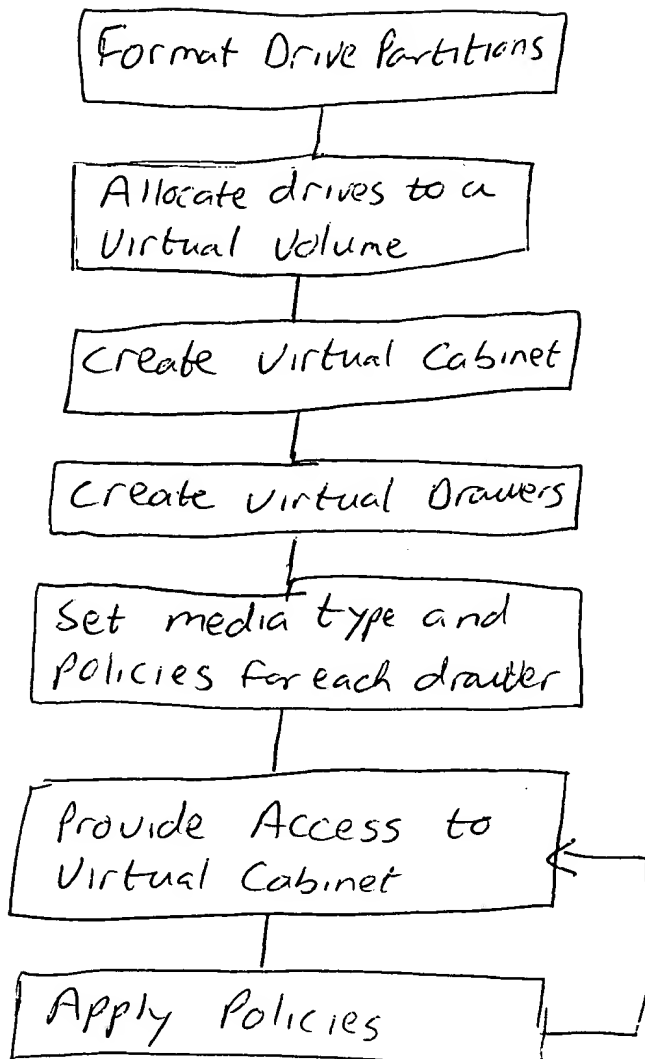 Format Drive Partitions
Allocate drives to a
Virtual Volume
Create Virtual Cabinet
Create Virtual Drawers
Set media type and
Policies for each drawer
Provide Access to
Virtual Cabinet
Apply Policies